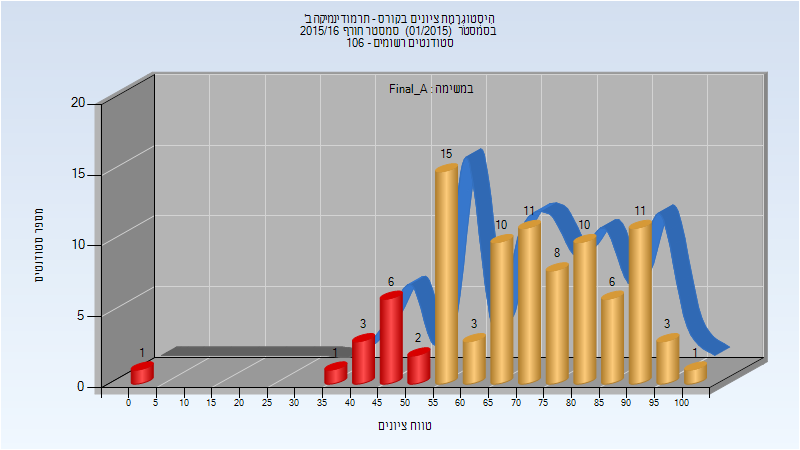 היסטוגרמת ציונים בקורס - תרמודינמיקה ב'
בסמסטר (01/2015) סמסטר חורף 2015/16
סטודנטים רשומים - 106
במשימה : Final_A
מספר סטודנטים
20
15
10
5
0
1 1 3 6 2 15 3 10 11 8 10 6 11 3 1
0 5 10 15 20 25 30 35 40 45 50 55 60 65 70 75 80 85 90 95 100
טווח ציונים